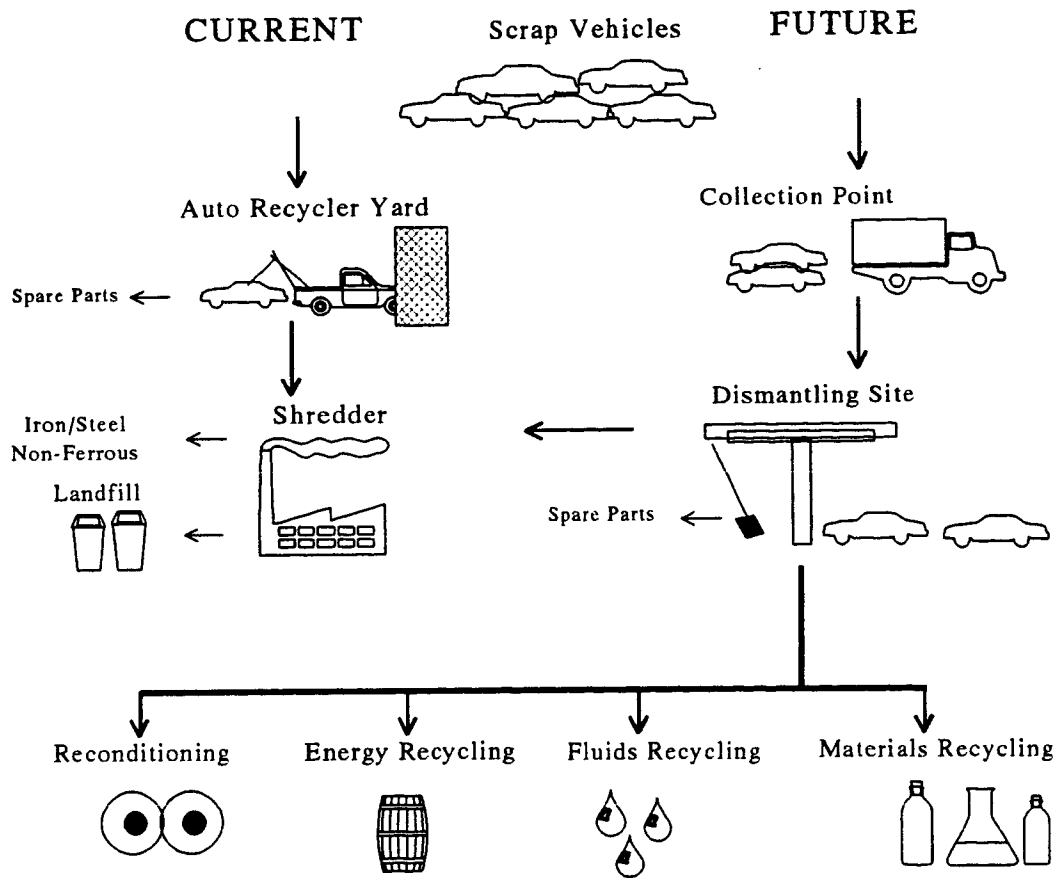 CURRENT
Scrap Vehicles
FUTURE
Auto Recycler Yard
Collection Point
Spare Parts
Dismantling Site
Shredder
Iron/Steel
Non-Ferrous
Landfill
Spare Parts
Reconditioning
Energy Recycling
Fluids Recycling
Materials Recycling